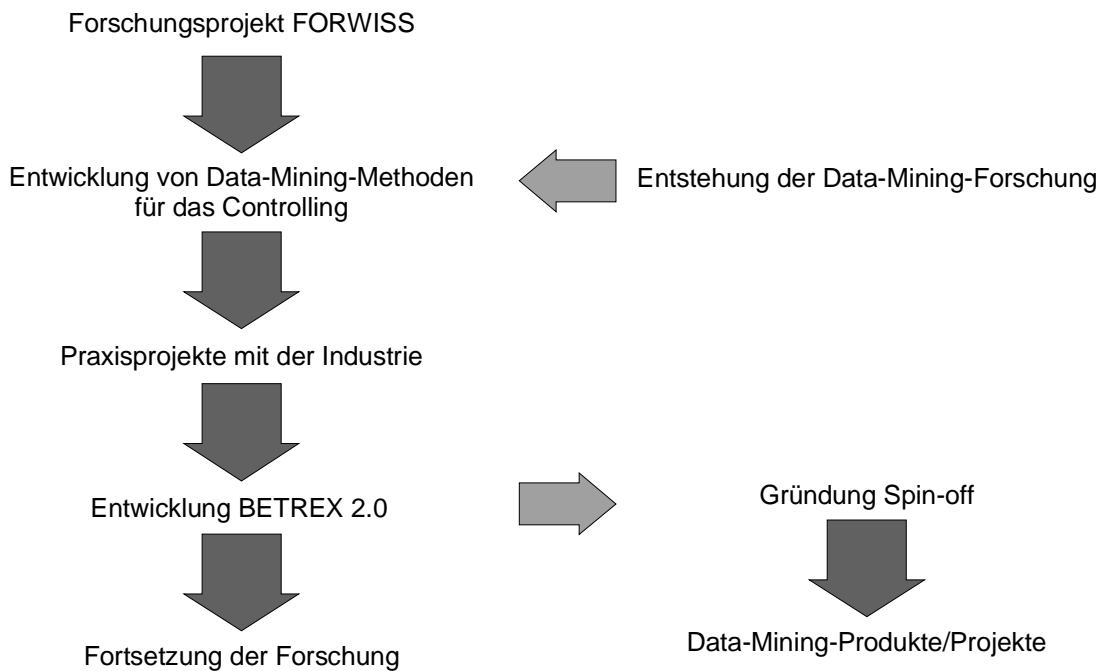 Forschungsprojekt FORWISS
Entwicklung von Data-Mining-Methoden
für das Controlling
Entstehung der Data-Mining-Forschung
Praxisprojekte mit der Industrie
Entwicklung BETREX 2.0
Gründung Spin-off
Fortsetzung der Forschung
Data-Mining-Produkte/Projekte